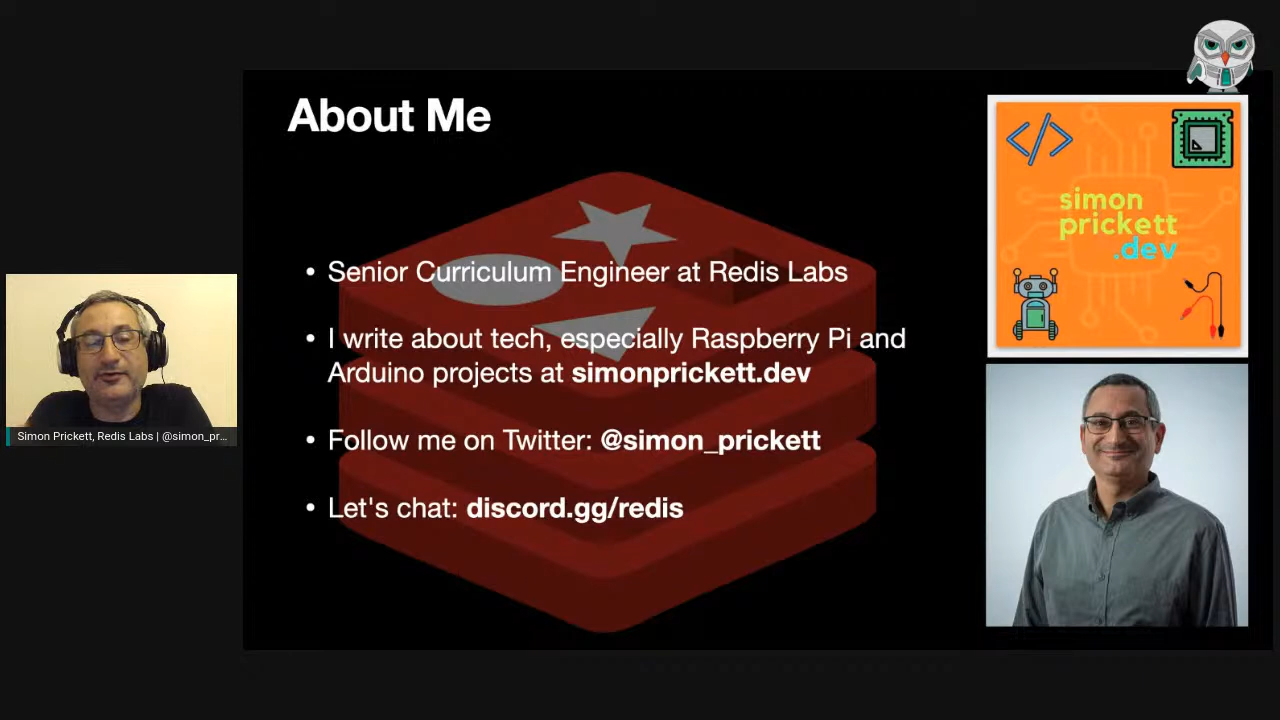 About Me
• Senior Curriculum Engineer at Redis Labs
• I write about tech, especially Raspberry Pi and
Arduino projects at simonprickett.dev
• Follow me on Twitter: @simon_prickett
• Let's chat: discord.gg/redis
simon
prickett
.dev
</>
Simon Prickett, Redis Labs | @simon_pr...